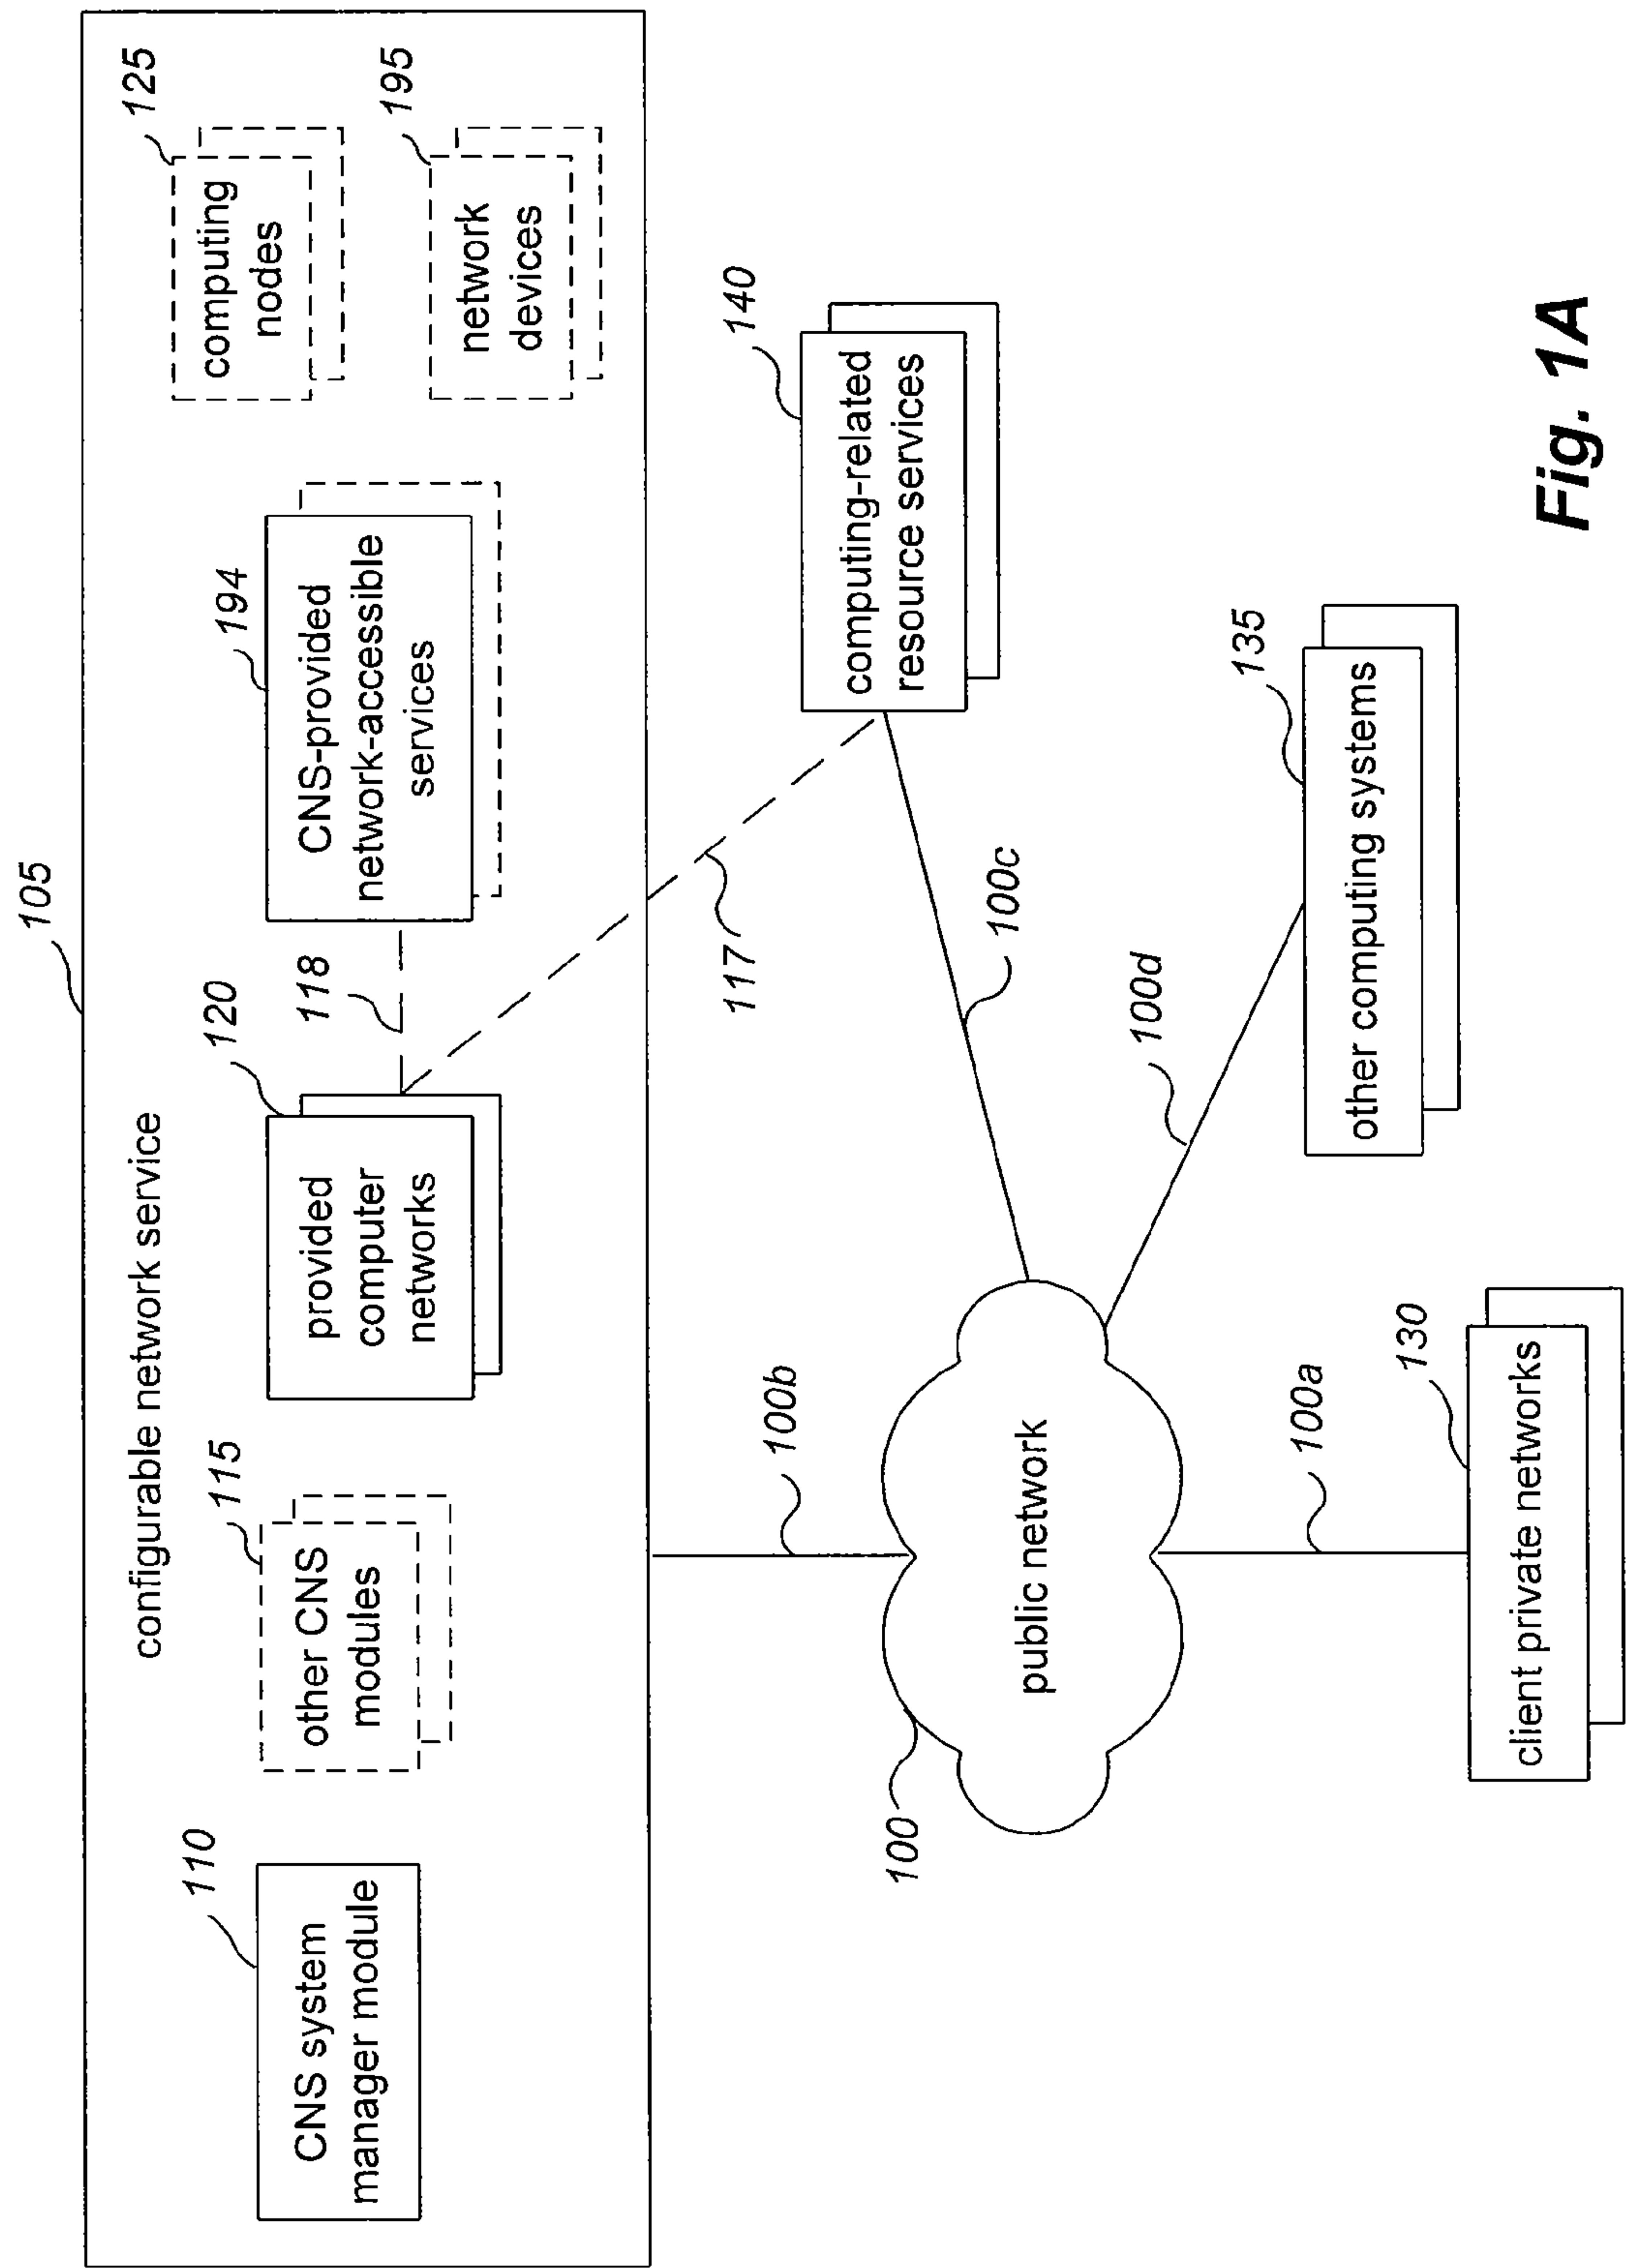 105
configurable network service
110
CNS system
manager module
115
other CNS
modules
120
provided
computer
networks
118
194
CNS-provided
network-accessible
services
125
computing
nodes
195
network
devices
117
100b
100
public network
100c
140
computing-related
resource services
100d
135
other computing systems
100a
130
client private networks
Fig. 1A